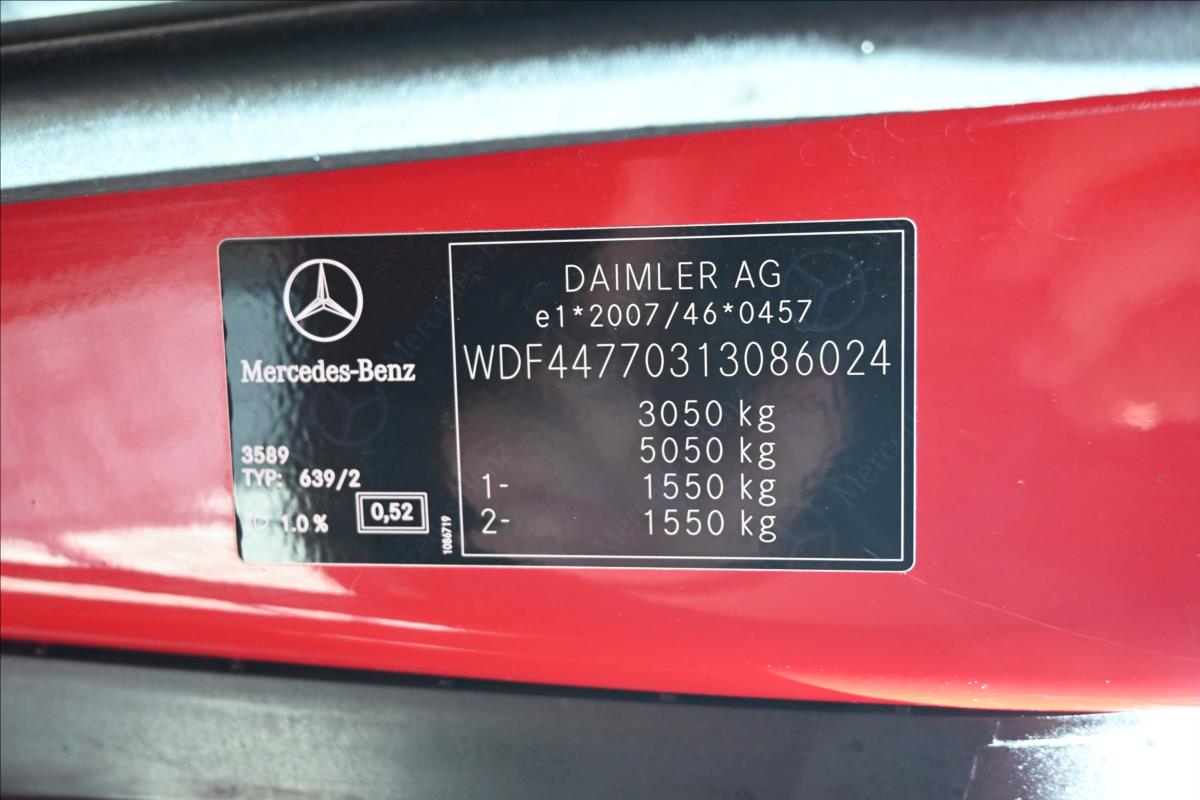 Mercedes-Benz
3589
TYP: 639/2
1.0 %
0,52
1086719
DAIMLER AG
e1*2007/46*0457
WDF44770313086024
3050 kg
5050 kg
1- 1550 kg
2- 1550 kg